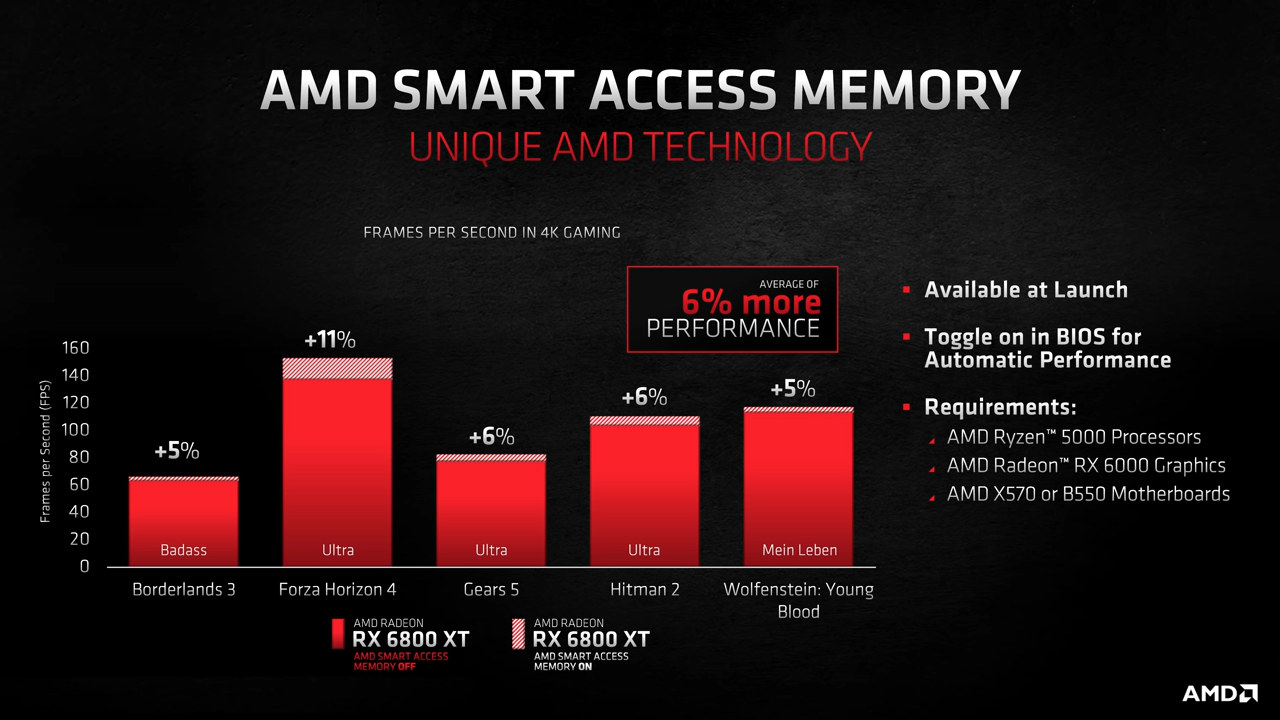 AMD SMART ACCESS MEMORY
UNIQUE AMD TECHNOLOGY
FRAMES PER SECOND IN 4K GAMING
AVERAGE OF
6% more
PERFORMANCE
Frames per Second (FPS)
160
140
120
100
80
60
40
20
0
+5%
+11%
+6%
+6%
+5%
Badass
Ultra
Ultra
Ultra
Mein Leben
Borderlands 3
Forza Horizon 4
Gears 5
Hitman 2
Wolfenstein: Young
Blood
AMD RADEON
RX 6800 XT
AMD SMART ACCESS
MEMORY OFF
AMD RADEON
RX 6800 XT
AMD SMART ACCESS
MEMORY ON
Available at Launch
Toggle on in BIOS for
Automatic Performance
Requirements:
AMD Ryzen™ 5000 Processors
AMD Radeon™ RX 6000 Graphics
AMD X570 or B550 Motherboards
AMD